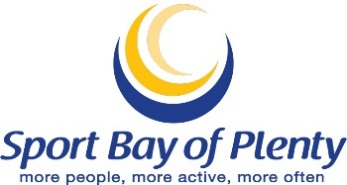 Sport Bay of Plenty
more people, more active, more often